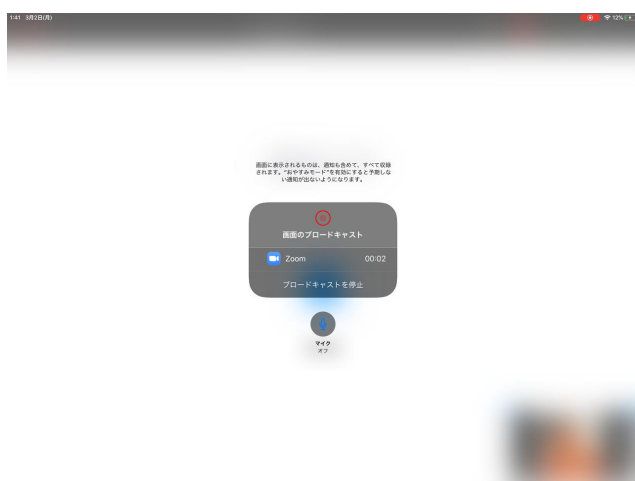 1:41 3月2日(月)
12%
画面に表示されるものは、通知も含めて、すべて収録
されます。"おやすみモード"を有効にすると予期しな
い通知が出ないようになります。
画面のブロードキャスト
Zoom 00:02
ブロードキャストを停止
マイク
オフ